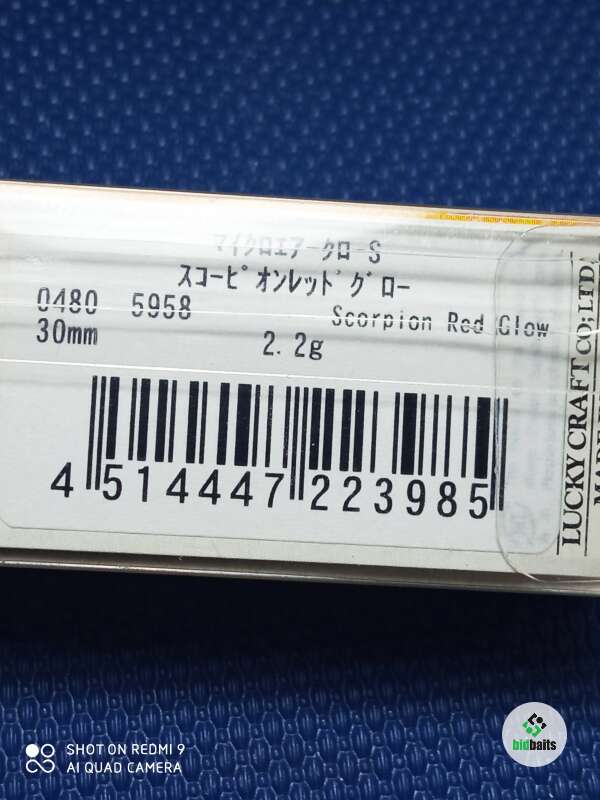 マイクロエアークローS
スコーピオンレッドグロー
0480 5958 Scorpion Red Glow
30mm 2.2g
4 514447 223985
LUCKY CRAFT CO;LTD
SHOT ON REDMI 9
AI QUAD CAMERA
bidbaits